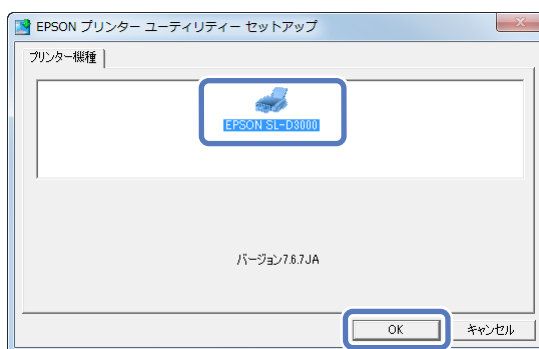 EPSON プリンター ユーティリティー セットアップ
プリンター機種
EPSON SL-D3000
バージョン7.6.7JA
OK キャンセル